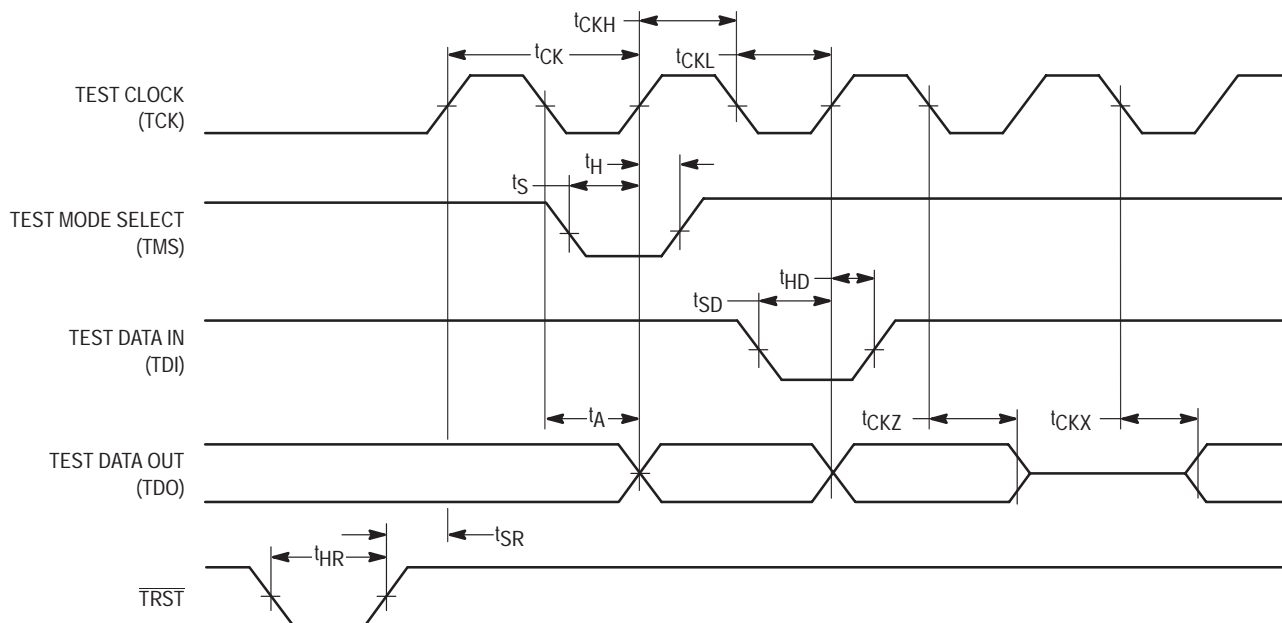 tCKH
tCK
tCKL
TEST CLOCK
(TCK)
tH
tS
TEST MODE SELECT
(TMS)
tHD
tSD
TEST DATA IN
(TDI)
tA
tCKZ
tCKX
TEST DATA OUT
(TDO)
tSR
tHR
TRST